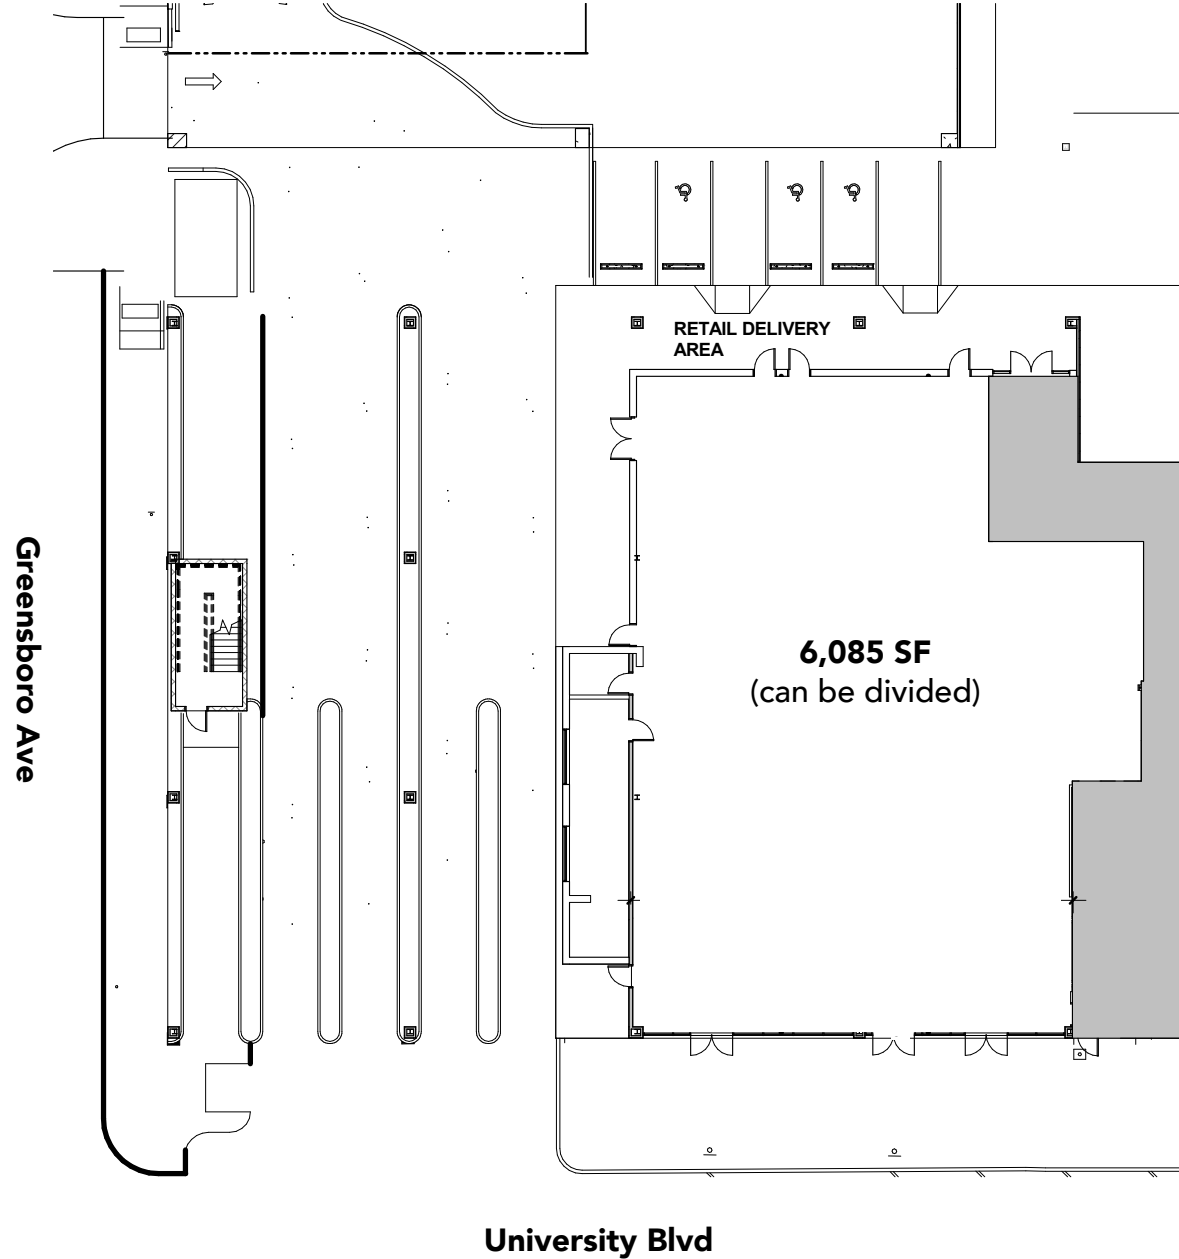 RETAIL DELIVERY
AREA
6,085 SF
(can be divided)
Greensboro Ave
University Blvd